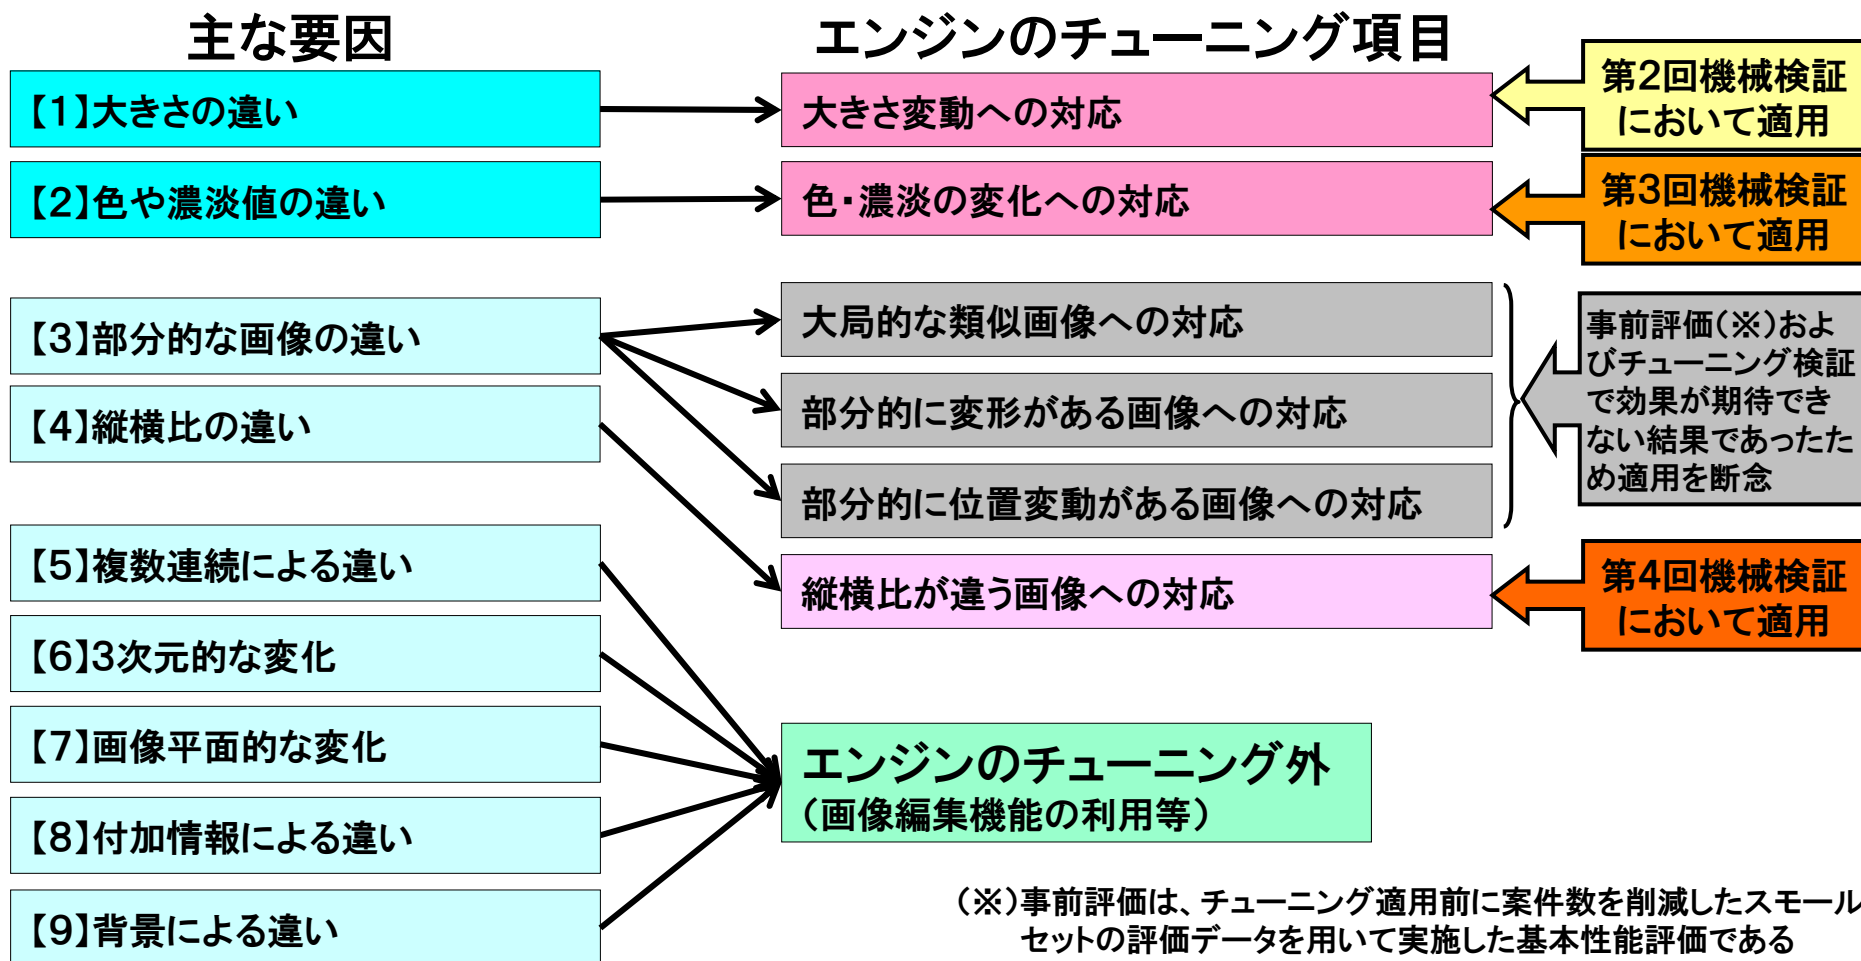 主な要因
エンジンのチューニング項目
【1】大きさの違い
大きさ変動への対応
第2回機械検証
において適用
【2】色や濃淡値の違い
色・濃淡の変化への対応
第3回機械検証
において適用
【3】部分的な画像の違い
大局的な類似画像への対応
事前評価（※）およ
びチューニング検証
で効果が期待でき
ない結果であったた
め適用を断念
【4】縦横比の違い
部分的に変形がある画像への対応
部分的に位置変動がある画像への対応
【5】複数連続による違い
縦横比が違う画像への対応
第4回機械検証
において適用
【6】3次元的な変化
【7】画像平面的な変化
エンジンのチューニング外
（画像編集機能の利用等）
【8】付加情報による違い
【9】背景による違い
（※）事前評価は、チューニング適用前に案件数を削減したスモール
セットの評価データを用いて実施した基本性能評価である